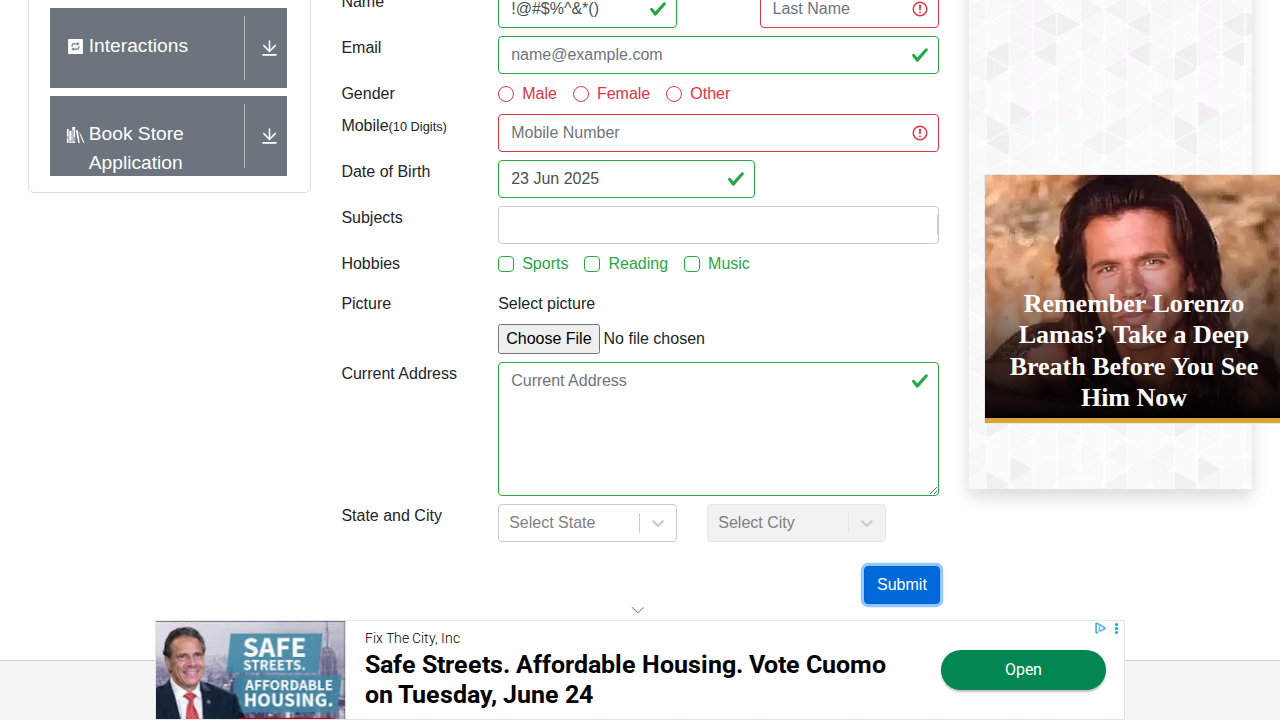 Name
!@#$%^&*()
Last Name
Interactions
Email
name@example.com
Gender
Male
Female
Other
Book Store
Application
Mobile(10 Digits)
Mobile Number
Date of Birth
23 Jun 2025
Subjects
Hobbies
Sports
Reading
Music
Picture
Select picture
Choose File No file chosen
Current Address
Current Address
State and City
Select State
Select City
Submit
Remember Lorenzo
Lamas? Take a Deep
Breath Before You See
Him Now
SAFE
STREETS.
AFFORDABLE
HOUSING.
Fix The City, Inc
Safe Streets. Affordable Housing. Vote Cuomo
on Tuesday, June 24
Open